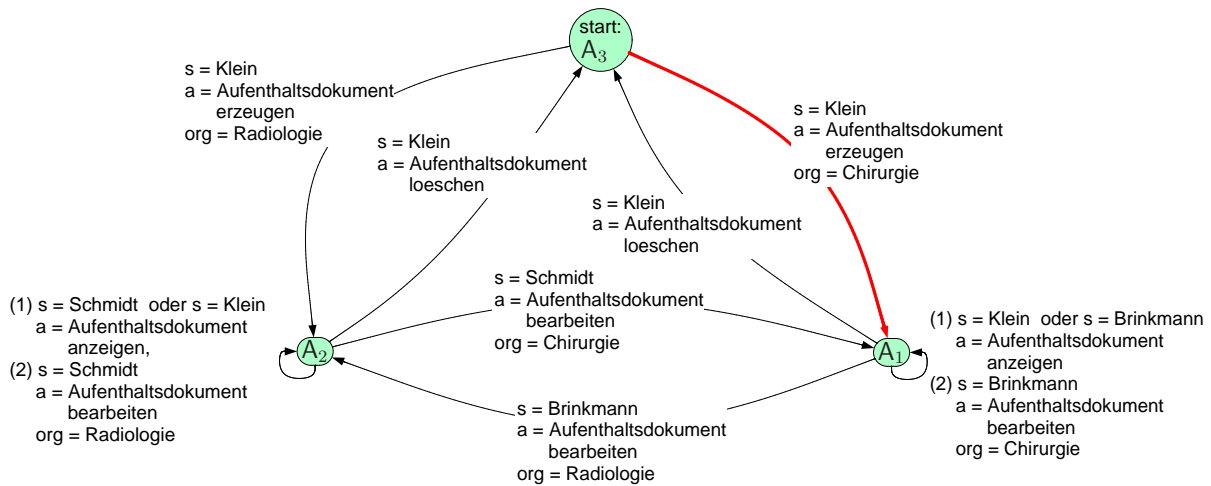 start:
A3
s = Klein
a = Aufenthaltsdokument
erzeugen
org = Radiologie
s = Klein
a = Aufenthaltsdokument
loeschen
s = Klein
a = Aufenthaltsdokument
erzeugen
org = Chirurgie
s = Klein
a = Aufenthaltsdokument
loeschen
s = Schmidt
a = Aufenthaltsdokument
bearbeiten
org = Chirurgie
(1) s = Schmidt oder s = Klein
a = Aufenthaltsdokument
anzeigen,
(2) s = Schmidt
a = Aufenthaltsdokument
bearbeiten
org = Radiologie
A2
A1
(1) s = Klein oder s = Brinkmann
a = Aufenthaltsdokument
anzeigen
(2) s = Brinkmann
a = Aufenthaltsdokument
bearbeiten
org = Chirurgie
s = Brinkmann
a = Aufenthaltsdokument
bearbeiten
org = Radiologie